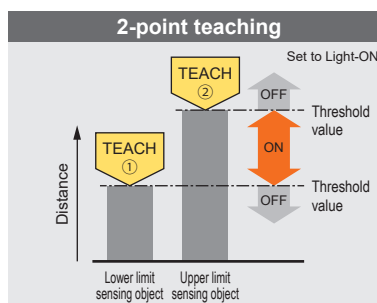 2-point teaching
Set to Light-ON
TEACH
②
OFF
Threshold
value
TEACH
①
ON
Threshold
value
OFF
Distance
Lower limit
sensing object
Upper limit
sensing object